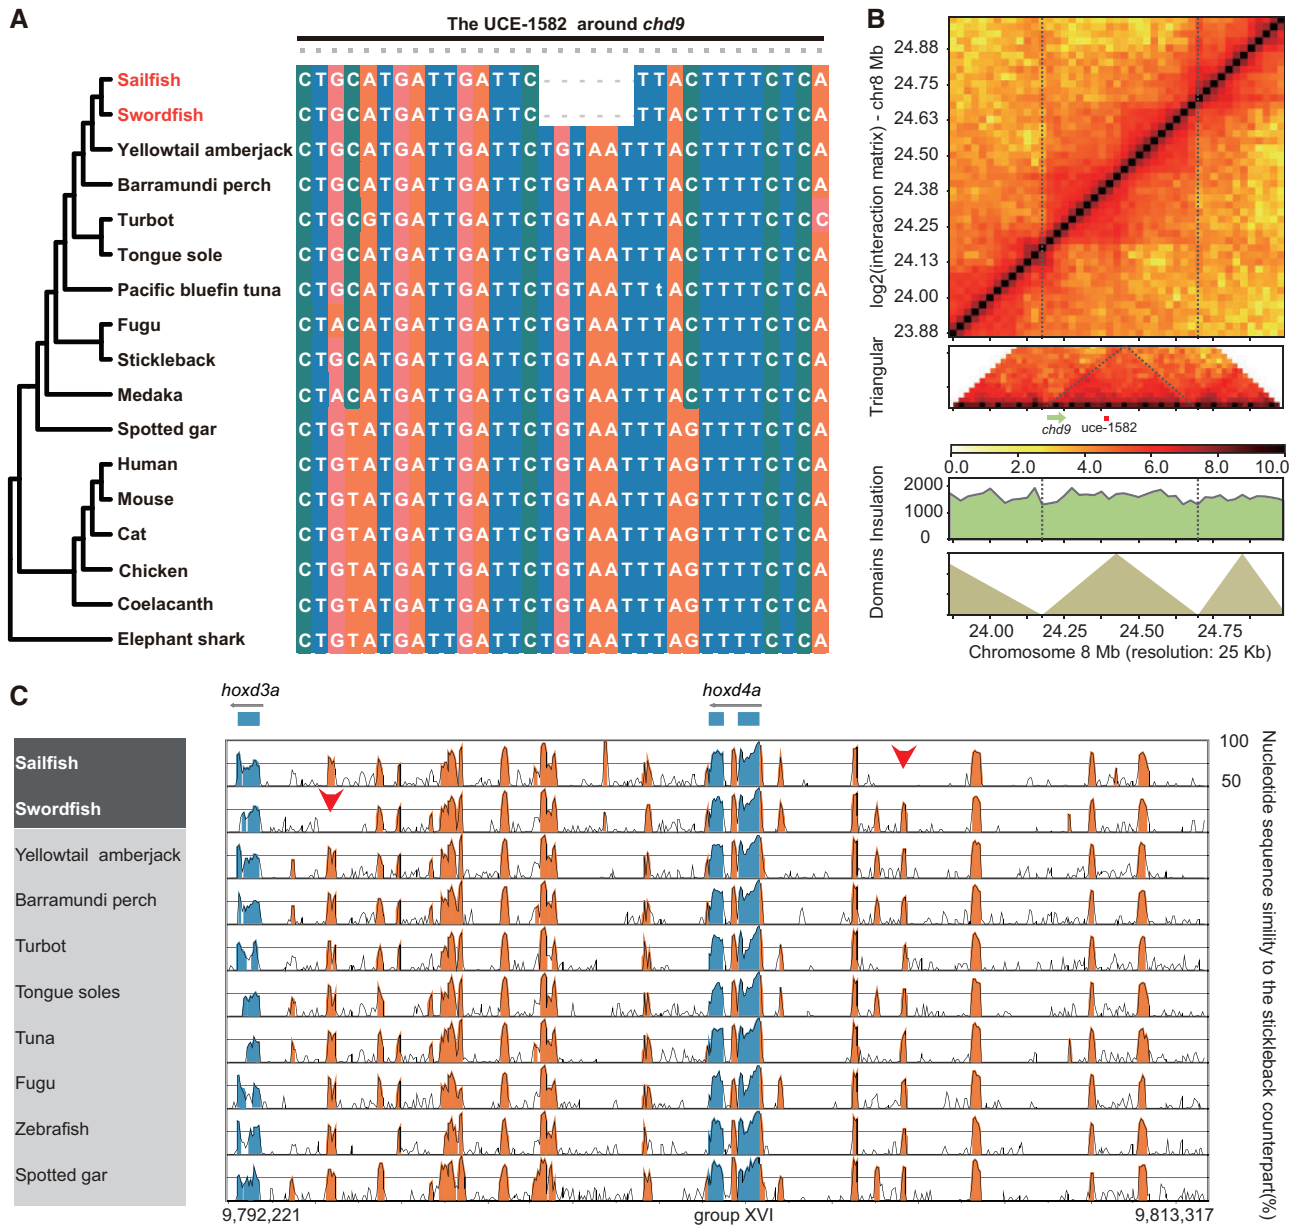 A
The UCE-1582 around chd9
Sailfish CTGCATGATTGATTC------TTACTTTTCTCA
Swordfish CTGCATGATTGATTC------TTACTTTTCTCA
Yellowtail amberjack CTGCATGATTGATTCTGTAATTTACTTTTCTCA
Barramundi perch CTGCATGATTGATTCTGTAATTTACTTTTCTCA
Turbot CTGCGTGATTGATTCTGTAATTTACTTTTCTCC
Tongue sole CTGCATGATTGATTCTGTAATTTACTTTTCTCA
Pacific bluefin tuna CTGCATGATTGATTCTGTAATTtACTTTTCTCA
Fugu CTACATGATTGATTCTGTAATTTACTTTTCTCA
Stickleback CTGCATGATTGATTCTGTAATTTACTTTTCTCA
Medaka CTACATGATTGATTCTGTAATTTACTTTTCTCA
Spotted gar CTGTATGATTGATTCTGTAATTTAGTTTTCTCA
Human CTGTATGATTGATTCTGTAATTTAGTTTTCTCA
Mouse CTGTATGATTGATTCTGTAATTTAGTTTTCTCA
Cat CTGTATGATTGATTCTGTAATTTAGTTTTCTCA
Chicken CTGTATGATTGATTCTGTAATTTAGTTTTCTCA
Coelacanth CTGTATGATTGATTCTGTAATTTAGTTTTCTCA
Elephant shark CTGTATGATTGATTCTGTAATTTAGTTTTCTCA
B
log2(interaction matrix) - chr8 Mb
24.88
24.75
24.63
24.50
24.38
24.25
24.13
24.00
23.88
Triangular
chd9 uce-1582
0.0 2.0 4.0 6.0 8.0 10.0
Insulation
2000
1000
0
Domains
24.00 24.25 24.50 24.75
Chromosome 8 Mb (resolution: 25 Kb)
C
hoxd3a hoxd4a
Sailfish
Swordfish
Yellowtail amberjack
Barramundi perch
Turbot
Tongue soles
Tuna
Fugu
Zebrafish
Spotted gar
100
50
Nucleotide sequence simility to the stickleback counterpart(%)
9,792,221 group XVI 9,813,317